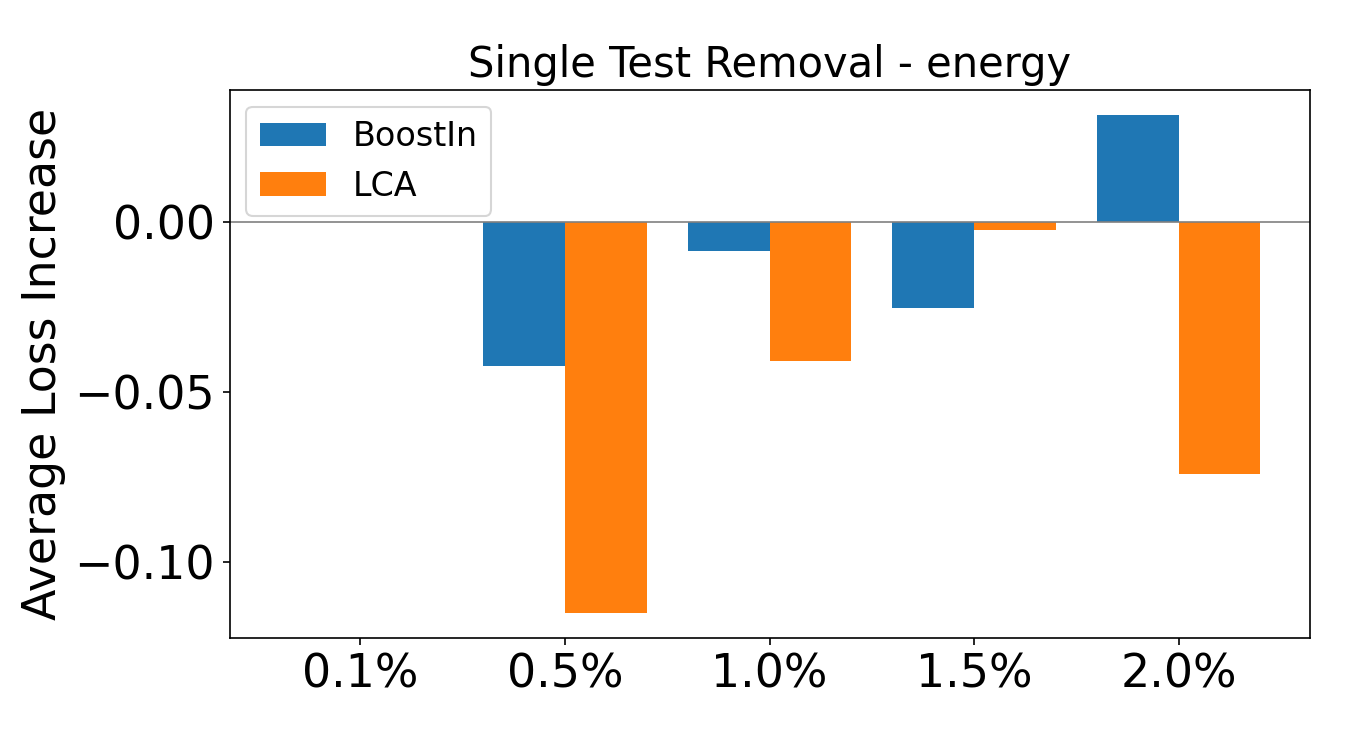 Single Test Removal - energy
BoostIn
LCA
Average Loss Increase
0.00
−0.05
−0.10
0.1% 0.5% 1.0% 1.5% 2.0%